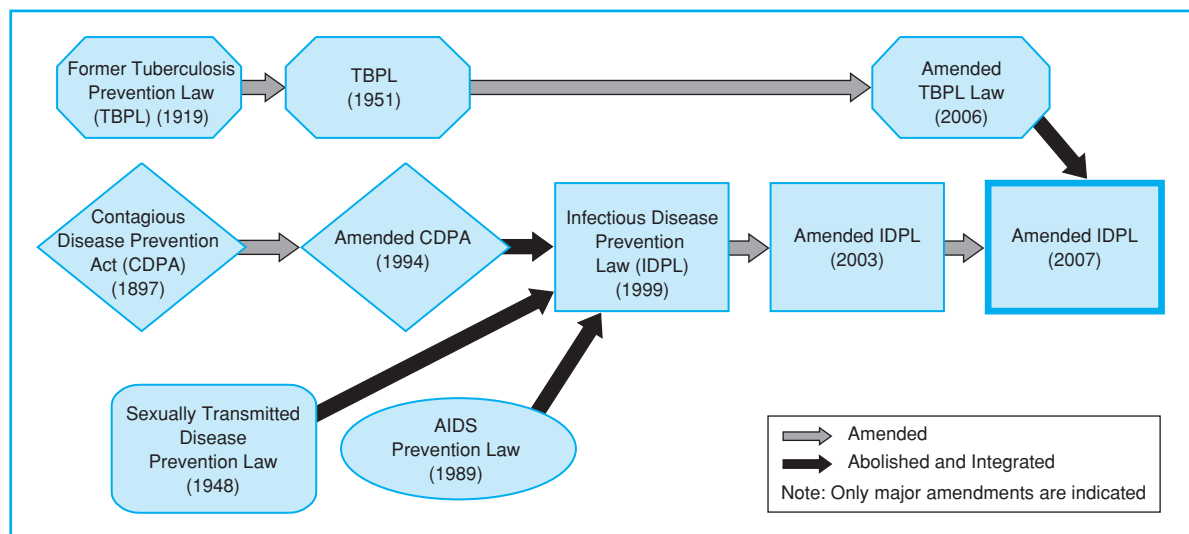 Former Tuberculosis
Prevention Law
(TBPL) (1919)
TBPL
(1951)
Amended
TBPL Law
(2006)
Contagious
Disease Prevention
Act (CDPA)
(1897)
Amended CDPA
(1994)
Infectious Disease
Prevention
Law (IDPL)
(1999)
Amended IDPL
(2003)
Amended IDPL
(2007)
Sexually Transmitted
Disease
Prevention Law
(1948)
AIDS
Prevention Law
(1989)
Amended
Abolished and Integrated
Note: Only major amendments are indicated